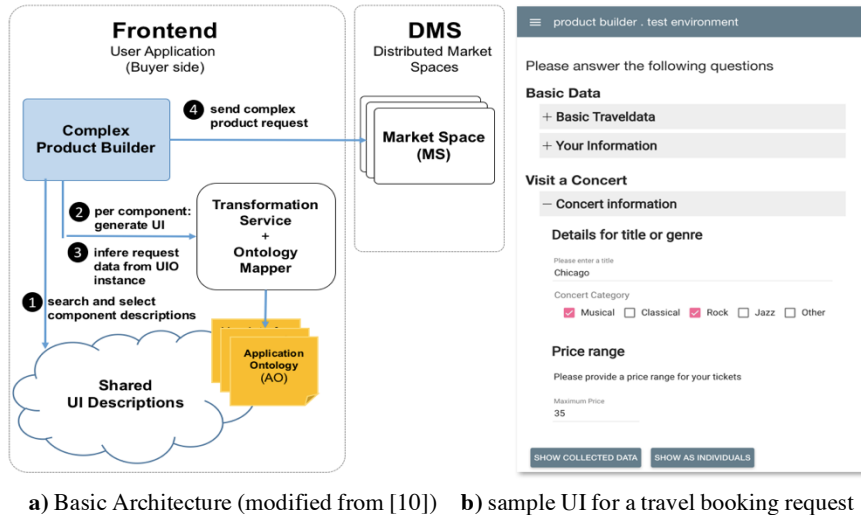 Frontend
User Application
(Buyer side)
DMS
Distributed Market
Spaces
4 send complex
product request
Complex
Product Builder
Market Space
(MS)
2 per component:
generate UI
3 infere request
data from UIO
instance
Transformation
Service
+
Ontology
Mapper
1 search and select
component descriptions
Application
Ontology
(AO)
Shared
UI Descriptions
product builder . test environment
Please answer the following questions
Basic Data
+ Basic Traveldata
+ Your Information
Visit a Concert
− Concert information
Details for title or genre
Please enter a title
Chicago
Concert Category
Musical Classical Rock Jazz Other
Price range
Please provide a price range for your tickets
Maximum Price
35
SHOW COLLECTED DATA SHOW AS INDIVIDUALS
a) Basic Architecture (modified from [10]) b) sample UI for a travel booking request